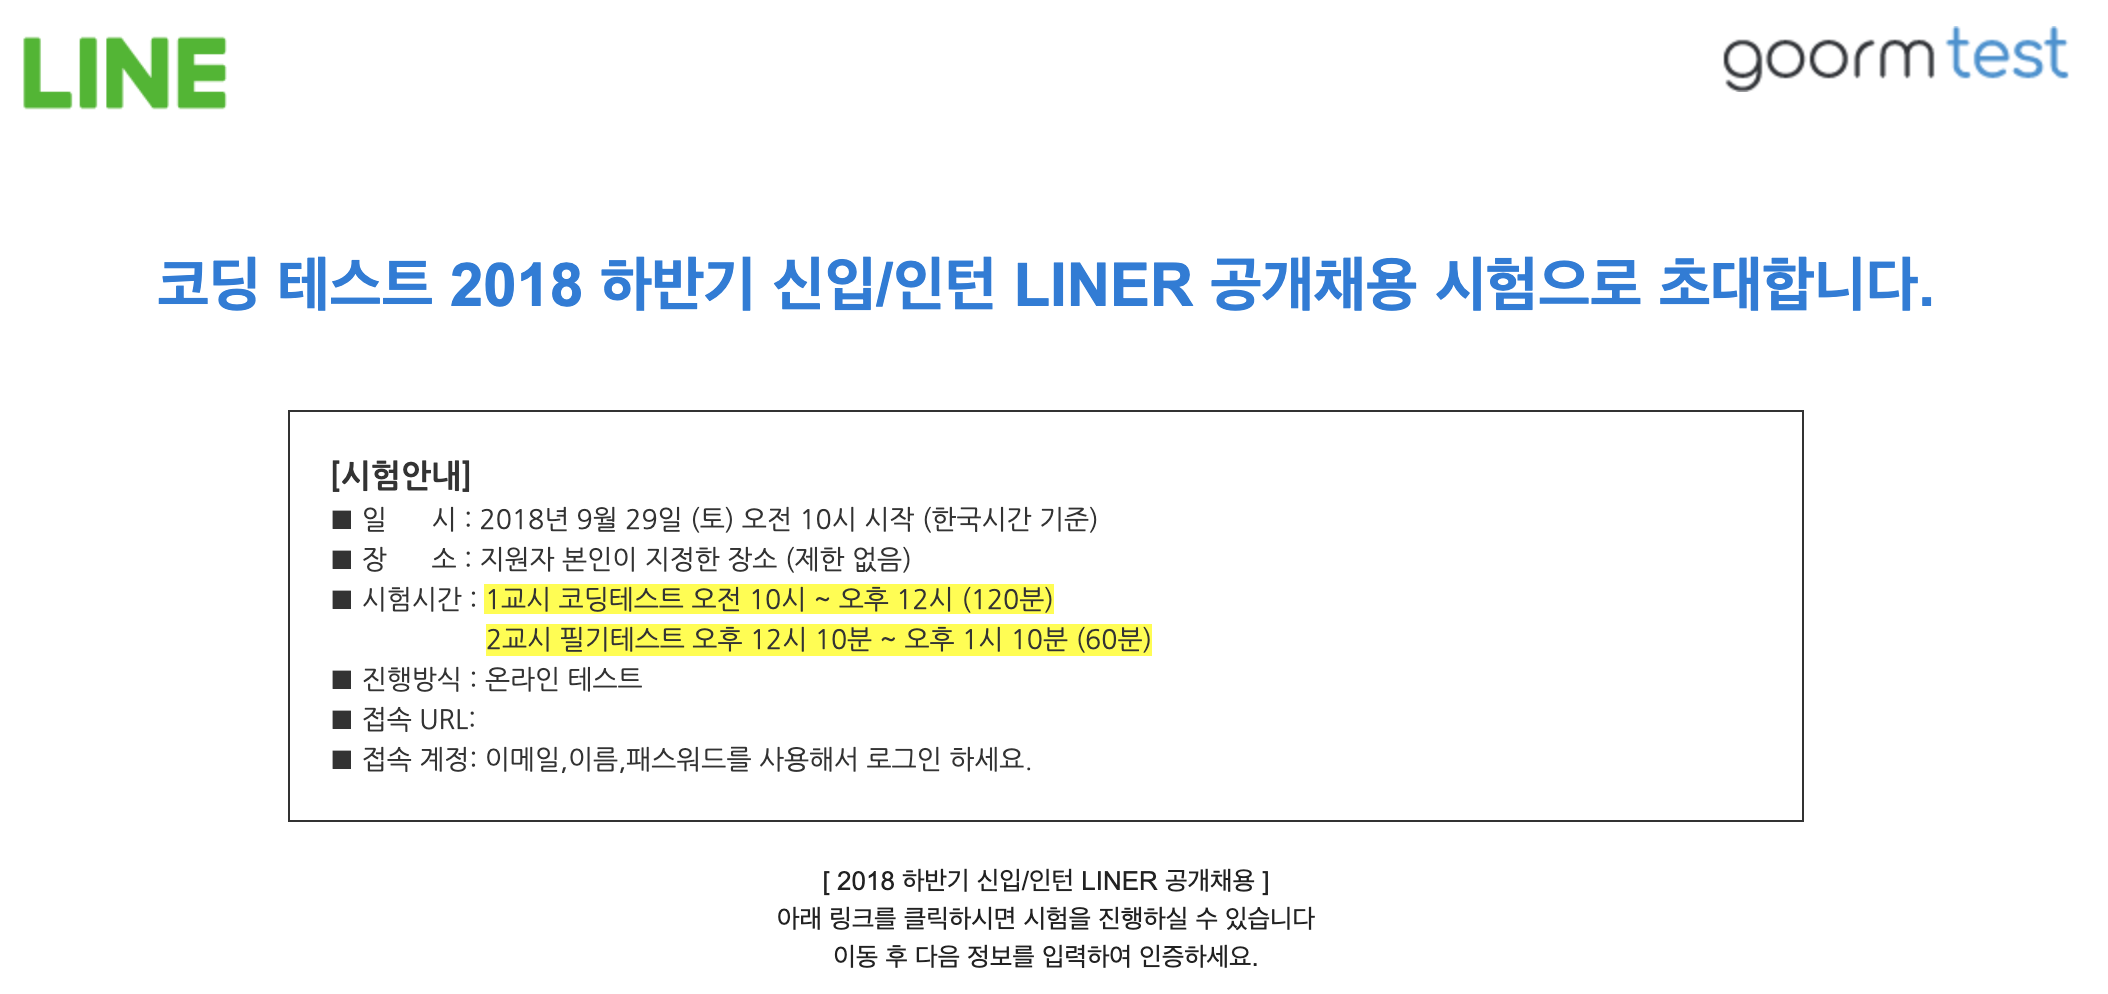 LINE
goormtest
코딩 테스트 2018 하반기 신입/인턴 LINER 공개채용 시험으로 초대합니다.
[시험안내]
■ 일 시 : 2018년 9월 29일 (토) 오전 10시 시작 (한국시간 기준)
■ 장 소 : 지원자 본인이 지정한 장소 (제한 없음)
■ 시험시간 : 1교시 코딩테스트 오전 10시 ~ 오후 12시 (120분)
2교시 필기테스트 오후 12시 10분 ~ 오후 1시 10분 (60분)
■ 진행방식 : 온라인 테스트
■ 접속 URL:
■ 접속 계정: 이메일,이름,패스워드를 사용해서 로그인 하세요.
[ 2018 하반기 신입/인턴 LINER 공개채용 ]
아래 링크를 클릭하시면 시험을 진행하실 수 있습니다
이동 후 다음 정보를 입력하여 인증하세요.